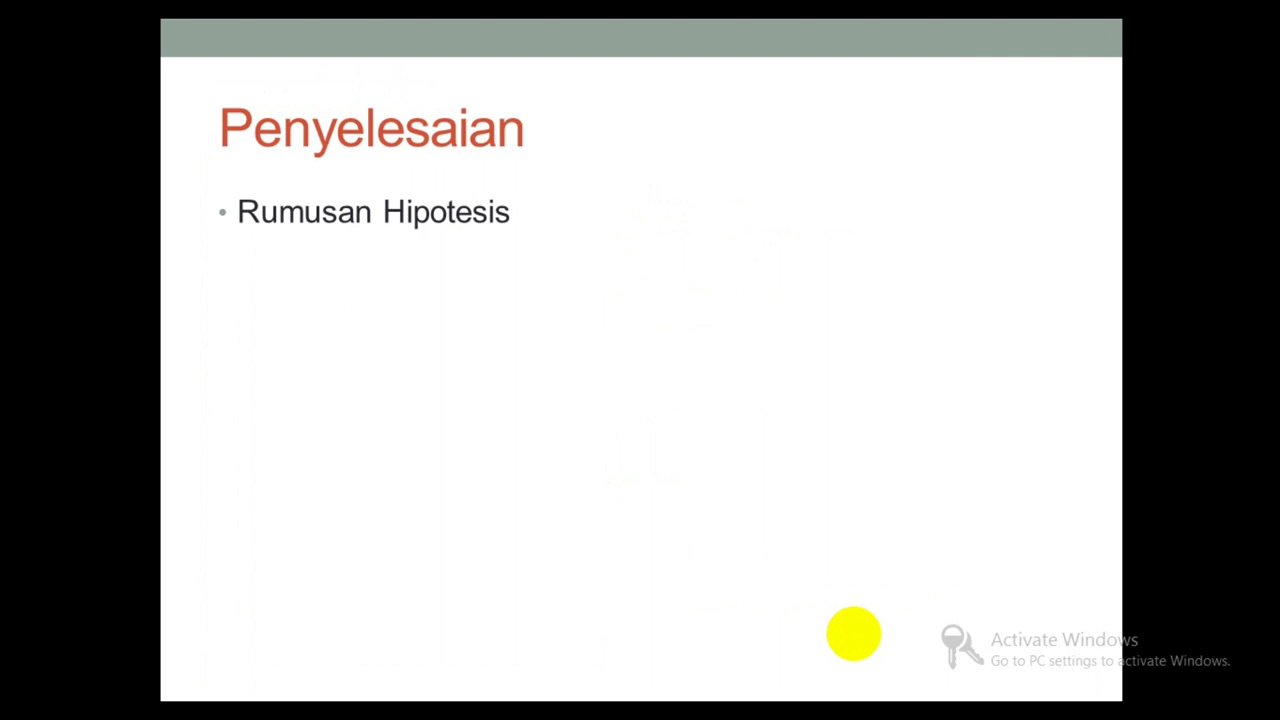 Penyelesaian
• Rumusan Hipotesis
Activate Windows
Go to PC settings to activate Windows.